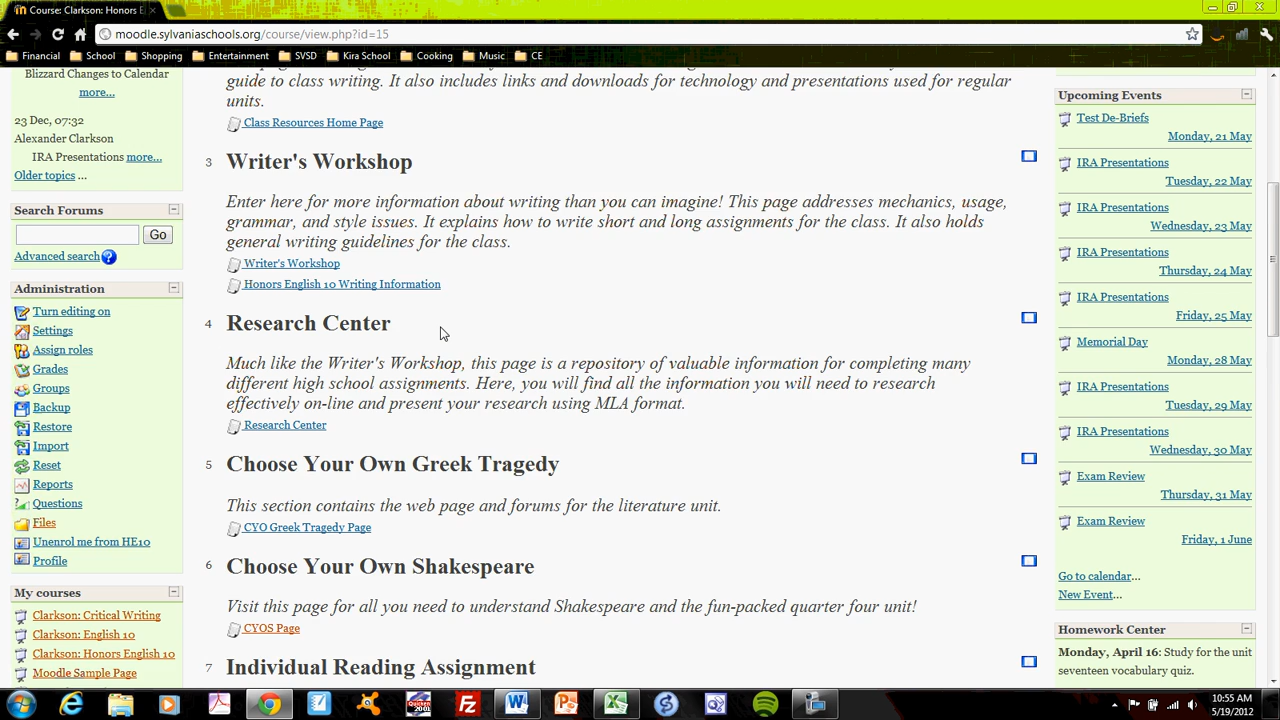 Course: Clarkson: Honors E
moodle.sylvaniaschools.org/course/view.php?id=15
Financial School Shopping Entertainment SVSD Kira School Cooking Music CE
Blizzard Changes to Calendar
more...
23 Dec, 07:32
Alexander Clarkson
IRA Presentations more...
Older topics ...
Search Forums
Go
Advanced search
Administration
Turn editing on
Settings
Assign roles
Grades
Groups
Backup
Restore
Import
Reset
Reports
Questions
Files
Unenrol me from HE10
Profile
My courses
Clarkson: Critical Writing
Clarkson: English 10
Clarkson: Honors English 10
Moodle Sample Page
guide to class writing. It also includes links and downloads for technology and presentations used for regular
units.
Class Resources Home Page
3 Writer's Workshop
Enter here for more information about writing than you can imagine! This page addresses mechanics, usage,
grammar, and style issues. It explains how to write short and long assignments for the class. It also holds
general writing guidelines for the class.
Writer's Workshop
Honors English 10 Writing Information
4 Research Center
Much like the Writer's Workshop, this page is a repository of valuable information for completing many
different high school assignments. Here, you will find all the information you will need to research
effectively on-line and present your research using MLA format.
Research Center
5 Choose Your Own Greek Tragedy
This section contains the web page and forums for the literature unit.
CYO Greek Tragedy Page
6 Choose Your Own Shakespeare
Visit this page for all you need to understand Shakespeare and the fun-packed quarter four unit!
CYOS Page
7 Individual Reading Assignment
Upcoming Events
Test De-Briefs
Monday, 21 May
IRA Presentations
Tuesday, 22 May
IRA Presentations
Wednesday, 23 May
IRA Presentations
Thursday, 24 May
IRA Presentations
Friday, 25 May
Memorial Day
Monday, 28 May
IRA Presentations
Tuesday, 29 May
IRA Presentations
Wednesday, 30 May
Exam Review
Thursday, 31 May
Exam Review
Friday, 1 June
Go to calendar...
New Event...
Homework Center
Monday, April 16: Study for the unit
seventeen vocabulary quiz.
Quicken
2001
10:55 AM
5/19/2012